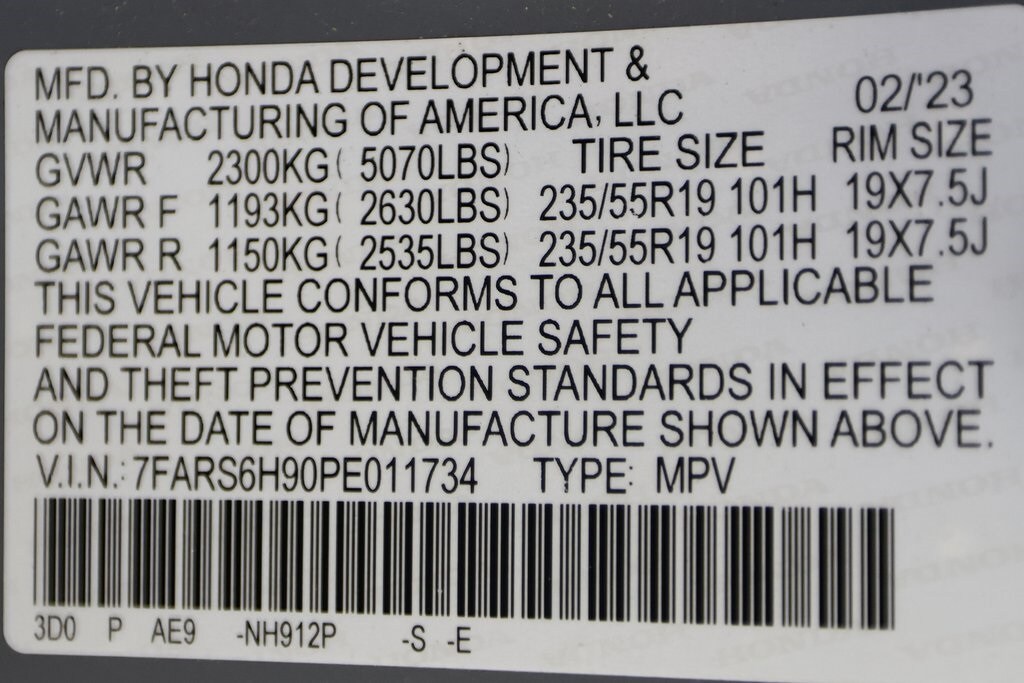 MFD. BY HONDA DEVELOPMENT &
MANUFACTURING OF AMERICA, LLC 02/'23
GVWR 2300KG( 5070LBS) TIRE SIZE RIM SIZE
GAWR F 1193KG( 2630LBS) 235/55R19 101H 19X7.5J
GAWR R 1150KG( 2535LBS) 235/55R19 101H 19X7.5J
THIS VEHICLE CONFORMS TO ALL APPLICABLE
FEDERAL MOTOR VEHICLE SAFETY
AND THEFT PREVENTION STANDARDS IN EFFECT
ON THE DATE OF MANUFACTURE SHOWN ABOVE.
V.I.N.: 7FARS6H90PE011734 TYPE: MPV
3D0 P AE9 -NH912P -S -E